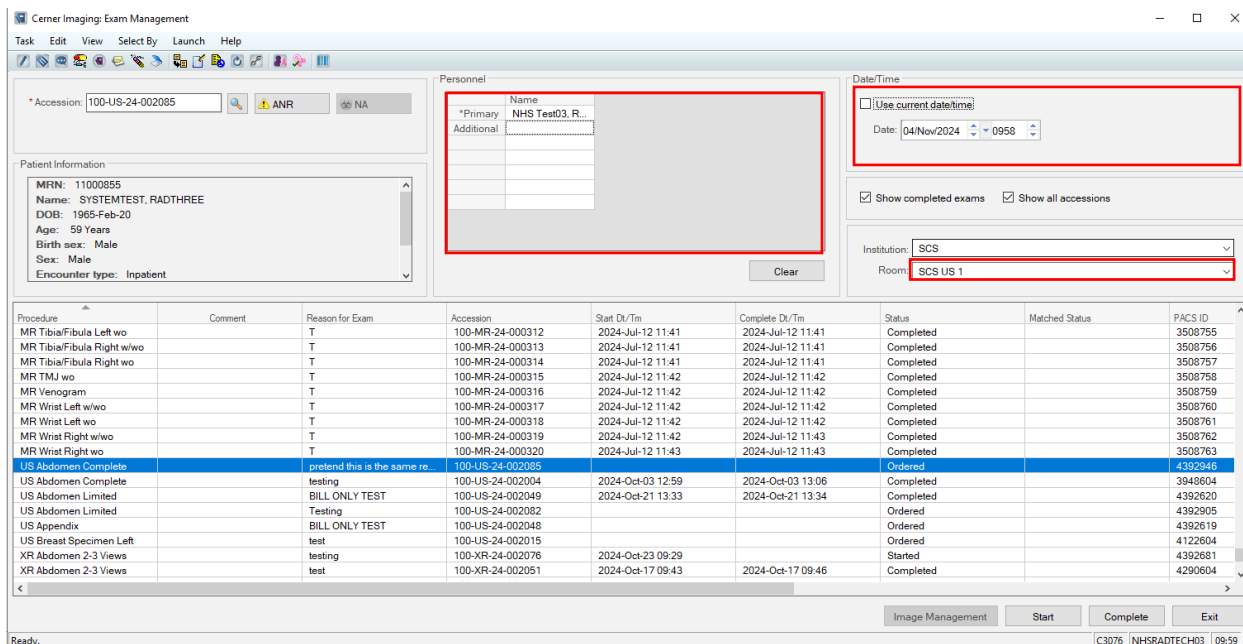 Cerner Imaging: Exam Management
Task Edit View Select By Launch Help
*Accession: 100-US-24-002085 ANR NA
Patient Information
MRN: 11000855
Name: SYSTEMTEST, RADTHREE
DOB: 1965-Feb-20
Age: 59 Years
Birth sex: Male
Sex: Male
Encounter type: Inpatient
Personnel
Name
*Primary NHS Test03, R...
Additional
Clear
Date/Time
Use current date/time
Date: 04/Nov/2024 0958
Show completed exams Show all accessions
Institution: SCS
Room: SCS US 1
Procedure Comment Reason for Exam Accession Start Dt/Tm Complete Dt/Tm Status Matched Status PACS ID
MR Tibia/Fibula Left wo T 100-MR-24-000312 2024-Jul-12 11:41 2024-Jul-12 11:41 Completed 3508755
MR Tibia/Fibula Right w/wo T 100-MR-24-000313 2024-Jul-12 11:41 2024-Jul-12 11:41 Completed 3508756
MR Tibia/Fibula Right wo T 100-MR-24-000314 2024-Jul-12 11:41 2024-Jul-12 11:41 Completed 3508757
MR TMJ wo T 100-MR-24-000315 2024-Jul-12 11:42 2024-Jul-12 11:42 Completed 3508758
MR Venogram T 100-MR-24-000316 2024-Jul-12 11:42 2024-Jul-12 11:42 Completed 3508759
MR Wrist Left w/wo T 100-MR-24-000317 2024-Jul-12 11:42 2024-Jul-12 11:42 Completed 3508760
MR Wrist Left wo T 100-MR-24-000318 2024-Jul-12 11:42 2024-Jul-12 11:42 Completed 3508761
MR Wrist Right w/wo T 100-MR-24-000319 2024-Jul-12 11:42 2024-Jul-12 11:43 Completed 3508762
MR Wrist Right wo T 100-MR-24-000320 2024-Jul-12 11:43 2024-Jul-12 11:43 Completed 3508763
US Abdomen Complete pretend this is the same re... 100-US-24-002085 Ordered 4392946
US Abdomen Complete testing 100-US-24-002004 2024-Oct-03 12:59 2024-Oct-03 13:06 Completed 3948604
US Abdomen Limited BILL ONLY TEST 100-US-24-002049 2024-Oct-21 13:33 2024-Oct-21 13:34 Completed 4392620
US Abdomen Limited Testing 100-US-24-002082 Ordered 4392905
US Appendix BILL ONLY TEST 100-US-24-002048 Ordered 4392619
US Breast Specimen Left test 100-US-24-002015 Ordered 4122604
XR Abdomen 2-3 Views testing 100-XR-24-002076 2024-Oct-23 09:29 Started 4392681
XR Abdomen 2-3 Views test 100-XR-24-002051 2024-Oct-17 09:43 2024-Oct-17 09:46 Completed 4290604
Image Management Start Complete Exit
Ready. C3076 NHSRADTECH03 09:59